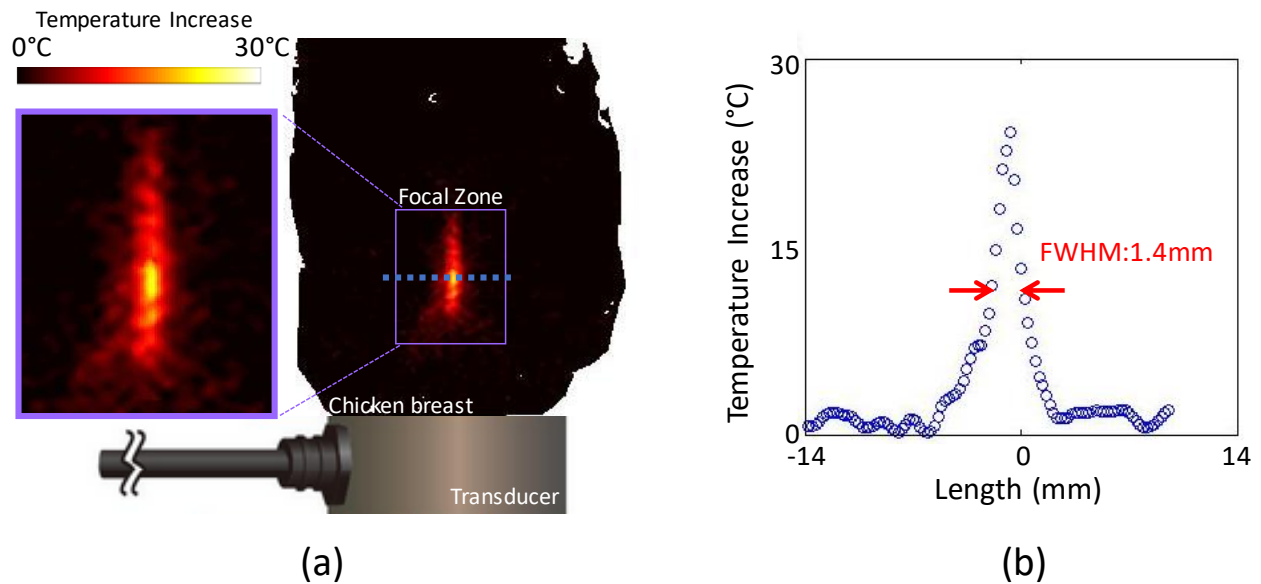 Temperature Increase
0°C 30°C
Focal Zone
Chicken breast
Transducer
(a)
30
15
0
-14 0 14
Temperature Increase (°C)
Length (mm)
FWHM:1.4mm
(b)